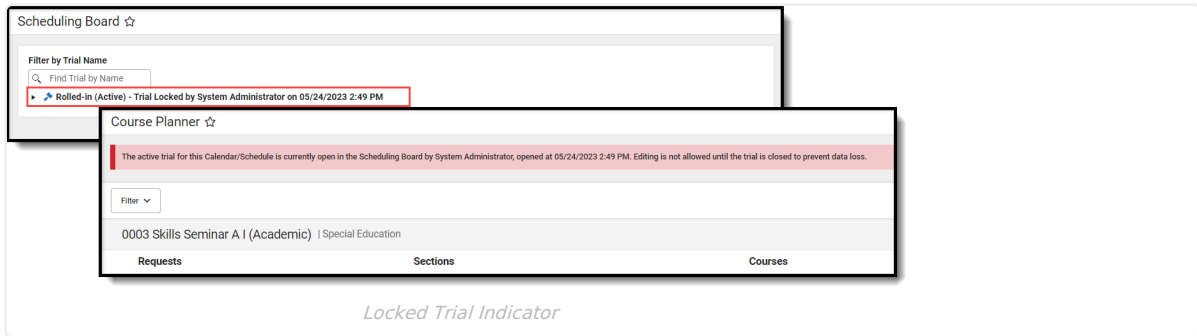 Scheduling Board ☆
Filter by Trial Name
Find Trial by Name
Rolled-in (Active) - Trial Locked by System Administrator on 05/24/2023 2:49 PM
Course Planner ☆
The active trial for this Calendar/Schedule is currently open in the Scheduling Board by System Administrator, opened at 05/24/2023 2:49 PM. Editing is not allowed until the trial is closed to prevent data loss.
Filter
0003 Skills Seminar A I (Academic) | Special Education
Requests Sections Courses
Locked Trial Indicator